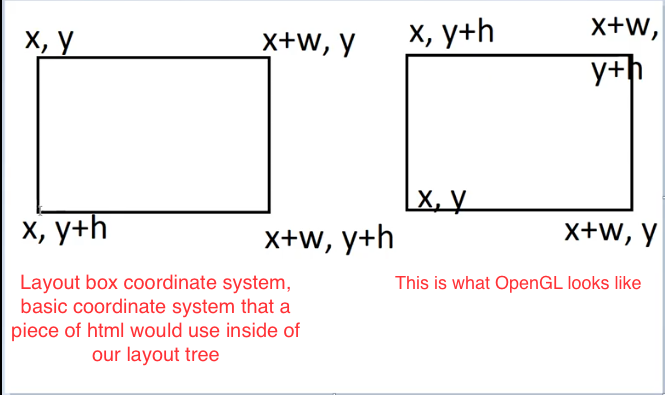 x, y
x+w, y
x, y+h
x+w, y+h
Layout box coordinate system,
basic coordinate system that a
piece of html would use inside of
our layout tree
x, y+h
x+w,
y+h
x, y
x+w, y
This is what OpenGL looks like